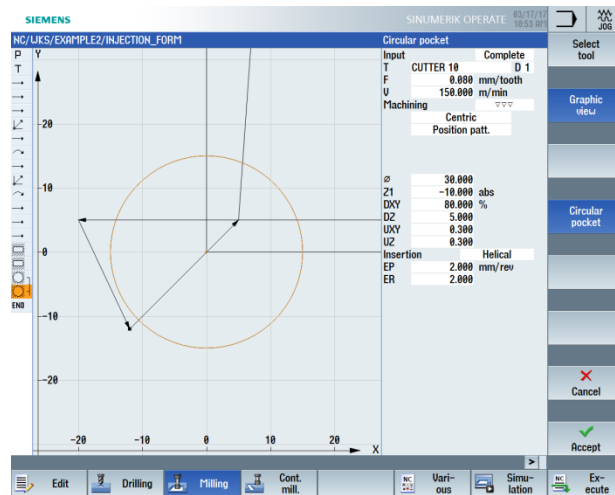 SIEMENS
SINUMERIK OPERATE 03/17/17 10:53 AM
JOG
NC/WKS/EXAMPLE2/INJECTION_FORM
Circular pocket
Select tool
P
T
END
Y
20
10
0
-10
-20
-20 -10 0 10 20 X
Input Complete
T CUTTER 10 D 1
F 0.080 mm/tooth
V 150.000 m/min
Machining ▽▽▽
Centric
Position patt.
ø 30.000
Z1 -10.000 abs
DXY 80.000 %
DZ 5.000
UXY 0.300
UZ 0.300
Insertion Helical
EP 2.000 mm/rev
ER 2.000
Graphic view
Circular pocket
Cancel
Accept
>
Edit
Drilling
Milling
Cont. mill.
NC
Vari-ous
Simu-lation
NC
Ex-ecute